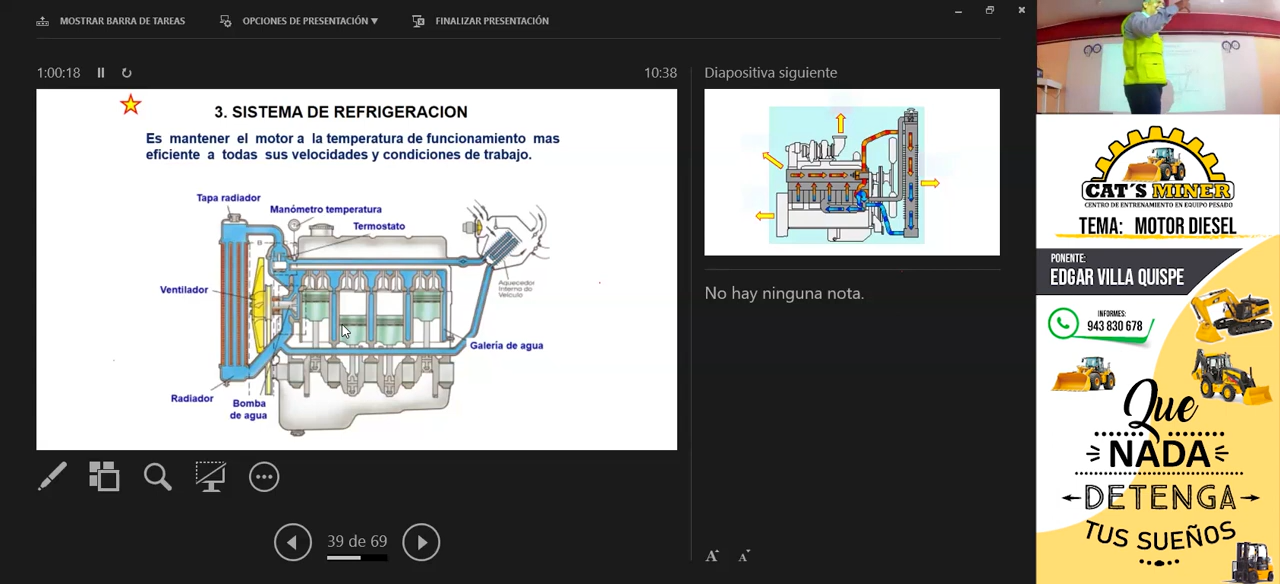 MOSTRAR BARRA DE TAREAS
OPCIONES DE PRESENTACIÓN ▼
FINALIZAR PRESENTACIÓN
1:00:18
10:38
3. SISTEMA DE REFRIGERACION
Es mantener el motor a la temperatura de funcionamiento mas
eficiente a todas sus velocidades y condiciones de trabajo.
Tapa radiador
Manómetro temperatura
Termostato
Ventilador
Aquecedor
Interno do
Veículo
Galería de agua
Radiador
Bomba
de agua
39 de 69
Diapositiva siguiente
No hay ninguna nota.
A A
CAT´S MINER
CENTRO DE ENTRENAMIENTO EN EQUIPO PESADO
TEMA: MOTOR DIESEL
PONENTE:
EDGAR VILLA QUISPE
INFORMES:
943 830 678
Que
NADA
DETENGA
TUS SUEÑOS